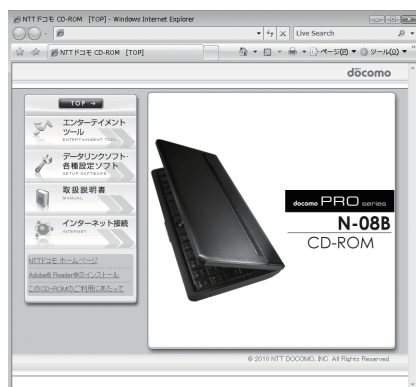 NTTドコモ CD-ROM [TOP] - Windows Internet Explorer
Live Search
NTTドコモ CD-ROM [TOP]
ページ(P)
ツール(O)
döcomo
TOP
エンターテイメント
ツール
ENTERTAINMENT TOOL
データリンクソフト・
各種設定ソフト
SETUP SOFTWARE
取扱説明書
MANUAL
インターネット接続
INTERNET
NTTドコモ ホームページ
Adobe® Reader®のインストール
このCD-ROMのご利用にあたって
docomo PRO series
N-08B
CD-ROM
© 2010 NTT DOCOMO, INC. All Rights Reserved.